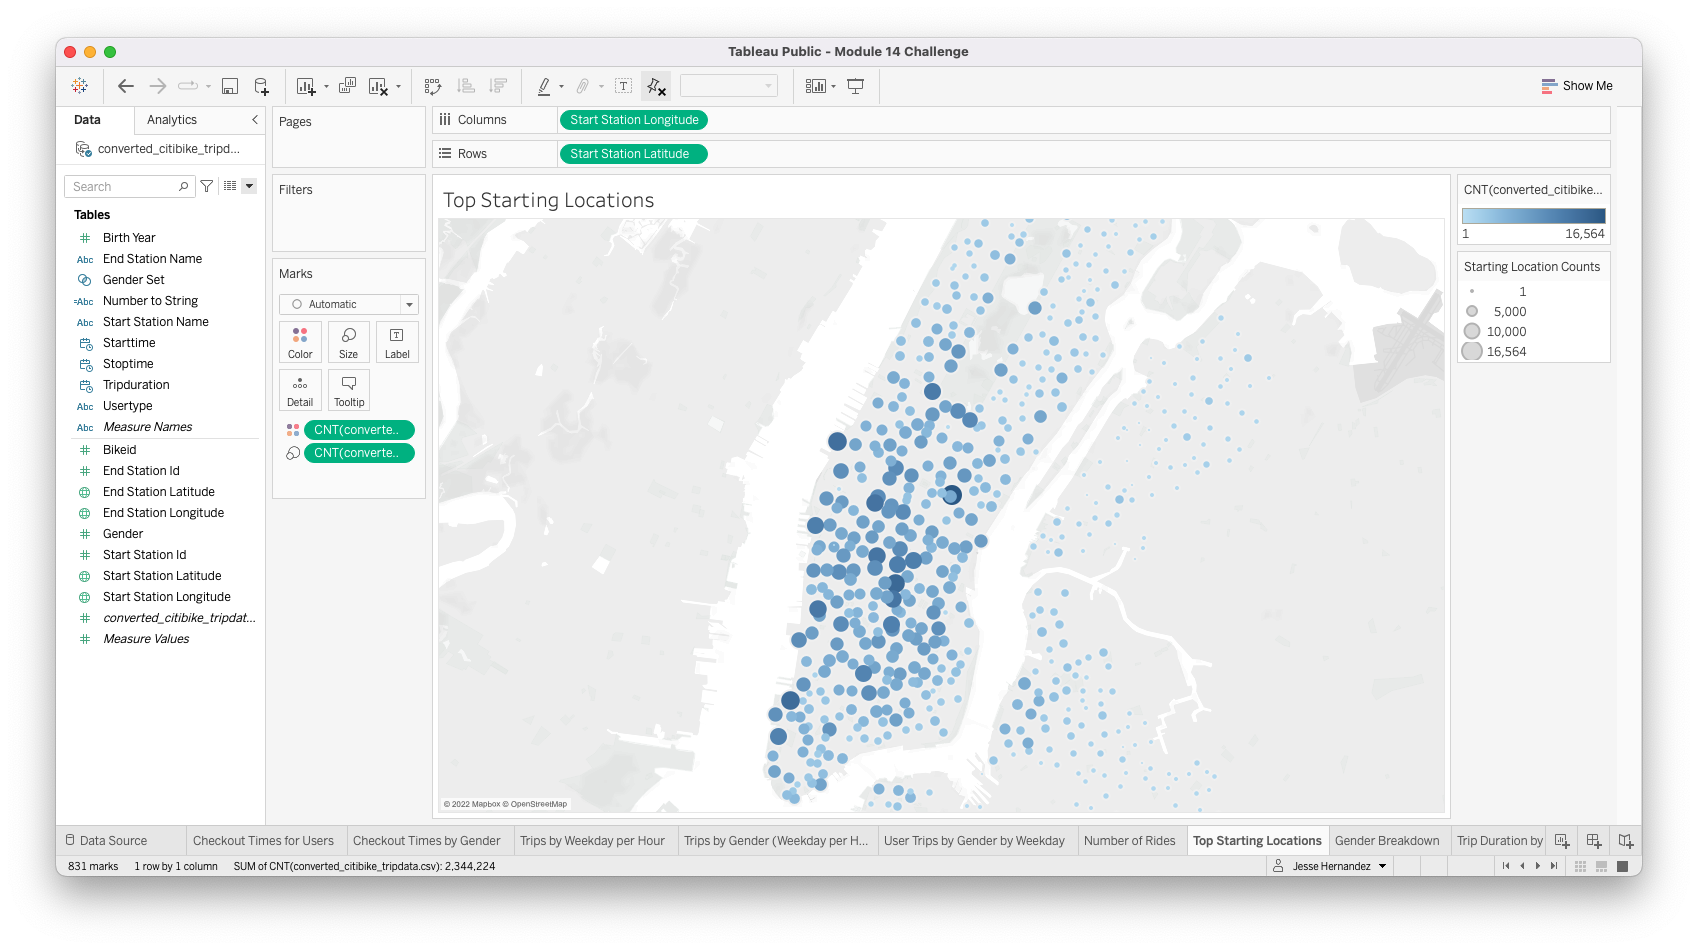 Tableau Public - Module 14 Challenge
Show Me
Data
Analytics
converted_citibike_tripd...
Search
Tables
Birth Year
Abc End Station Name
Gender Set
=Abc Number to String
Abc Start Station Name
Starttime
Stoptime
Tripduration
Abc Usertype
Abc Measure Names
Bikeid
End Station Id
End Station Latitude
End Station Longitude
Gender
Start Station Id
Start Station Latitude
Start Station Longitude
converted_citibike_tripdat...
Measure Values
Pages
Filters
Marks
Automatic
Color Size Label
Detail Tooltip
CNT(converte..
CNT(converte..
Columns Start Station Longitude
Rows Start Station Latitude
Top Starting Locations
© 2022 Mapbox © OpenStreetMap
CNT(converted_citibike...
1 16,564
Starting Location Counts
1
5,000
10,000
16,564
Data Source Checkout Times for Users Checkout Times by Gender Trips by Weekday per Hour Trips by Gender (Weekday per H... User Trips by Gender by Weekday Number of Rides Top Starting Locations Gender Breakdown Trip Duration by
831 marks 1 row by 1 column SUM of CNT(converted_citibike_tripdata.csv): 2,344,224 Jesse Hernandez